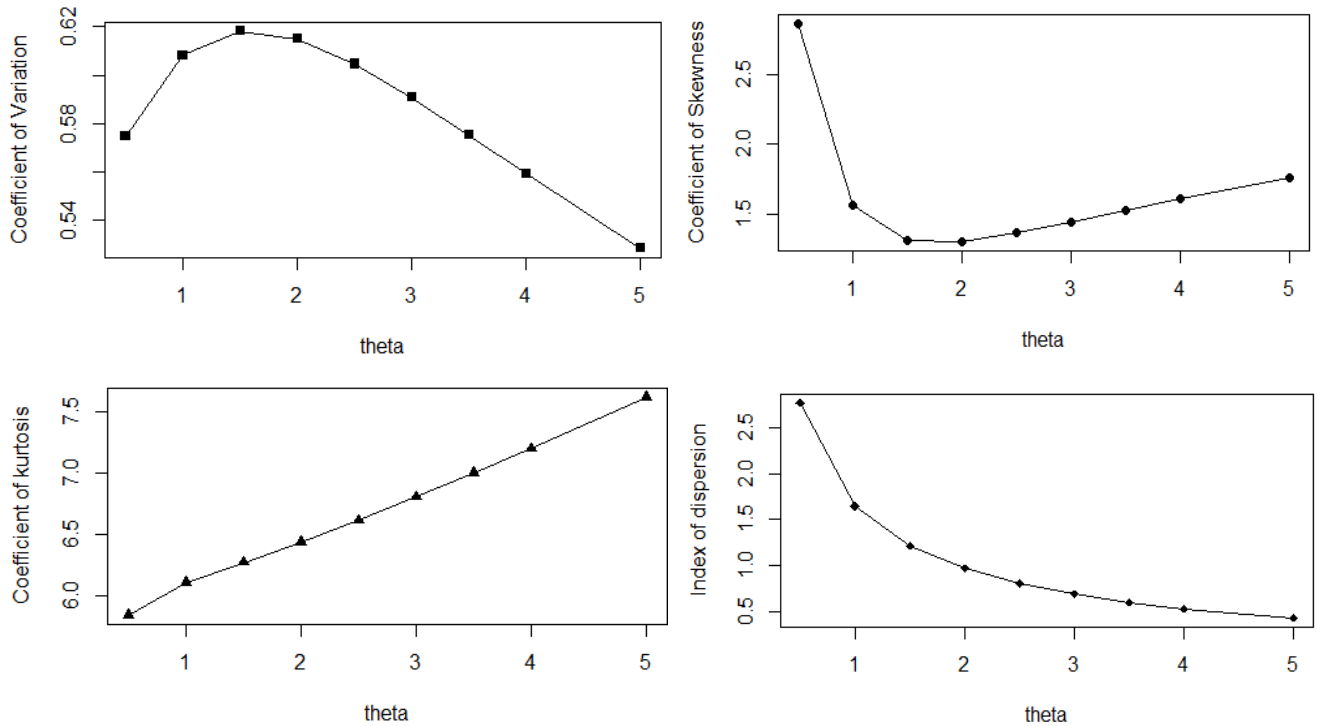 Coefficient of Variation
0.62
0.58
0.54
1 2 3 4 5
theta
Coefficient of Skewness
2.5
2.0
1.5
1 2 3 4 5
theta
Coefficient of kurtosis
7.5
7.0
6.5
6.0
1 2 3 4 5
theta
Index of dispersion
2.5
2.0
1.5
1.0
0.5
1 2 3 4 5
theta